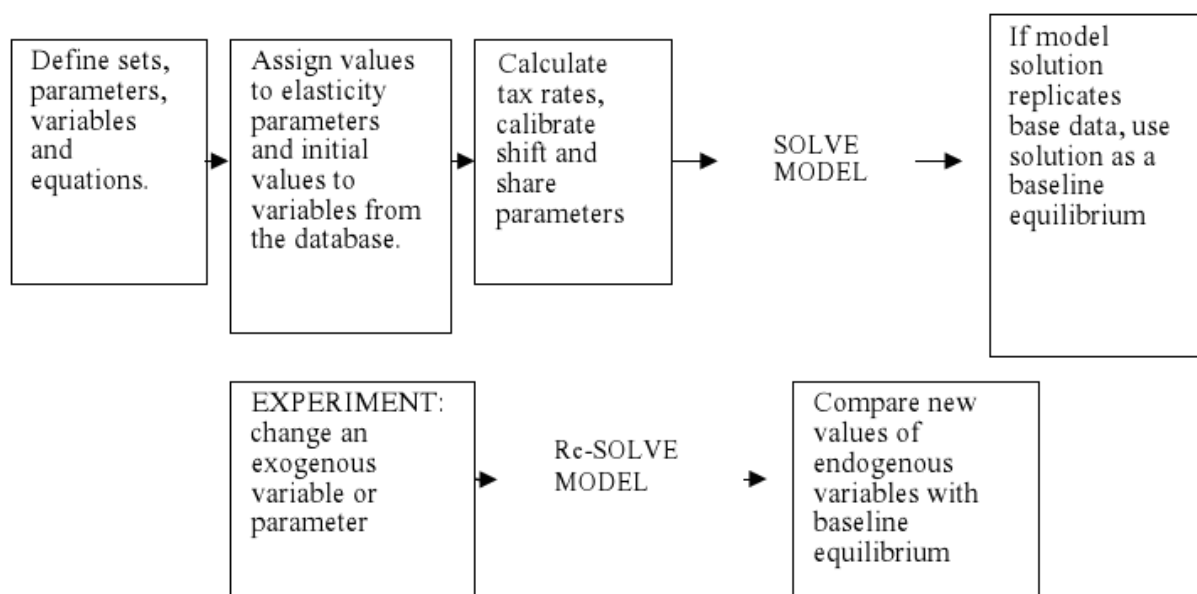 Define sets,
parameters,
variables
and
equations.
Assign values
to elasticity
parameters
and initial
values to
variables from
the database.
Calculate
tax rates,
calibrate
shift and
share
parameters
SOLVE
MODEL
If model
solution
replicates
base data, use
solution as a
baseline
equilibrium
EXPERIMENT:
change an
exogenous
variable or
parameter
Re-SOLVE
MODEL
Compare new
values of
endogenous
variables with
baseline
equilibrium